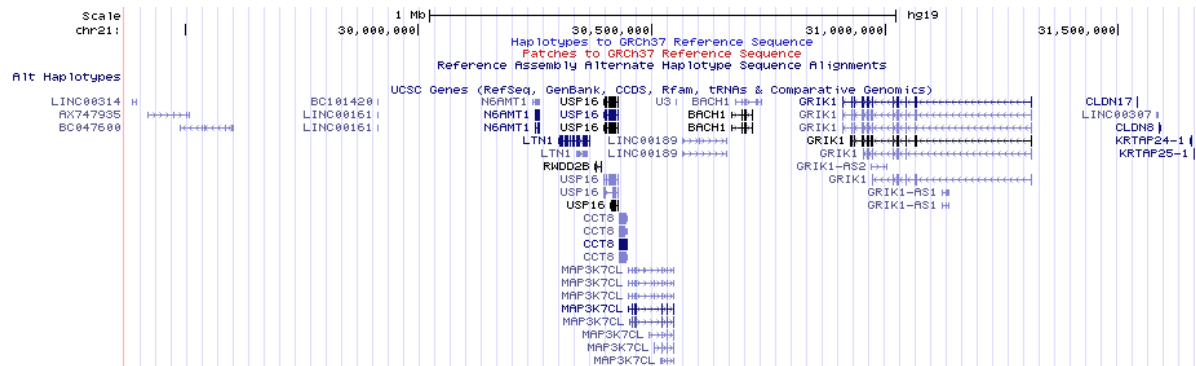 Scale 1 Mb hg19
chr21: 30,000,000 30,500,000 31,000,000 31,500,000
Haplotypes to GRCh37 Reference Sequence
Patches to GRCh37 Reference Sequence
Reference Assembly Alternate Haplotype Sequence Alignments
Alt Haplotypes
UCSC Genes (RefSeq, GenBank, CCDS, Rfam, tRNAs & Comparative Genomics)
LINC00314 BC101420 N6AMT1 USP16 U3 BACH1 GRIK1 CLDN17
AX747935 LINC00161 N6AMT1 USP16 BACH1 GRIK1 LINC00307
BC047600 LINC00161 N6AMT1 USP16 BACH1 GRIK1 CLDN8
LTN1 LINC00189 GRIK1 KRTAP24-1
LTN1 LINC00189 GRIK1 KRTAP25-1
RWDD2B GRIK1-AS2
USP16 GRIK1
USP16 GRIK1-AS1
USP16 GRIK1-AS1
CCT8
CCT8
CCT8
CCT8
MAP3K7CL
MAP3K7CL
MAP3K7CL
MAP3K7CL
MAP3K7CL
MAP3K7CL
MAP3K7CL
MAP3K7CL